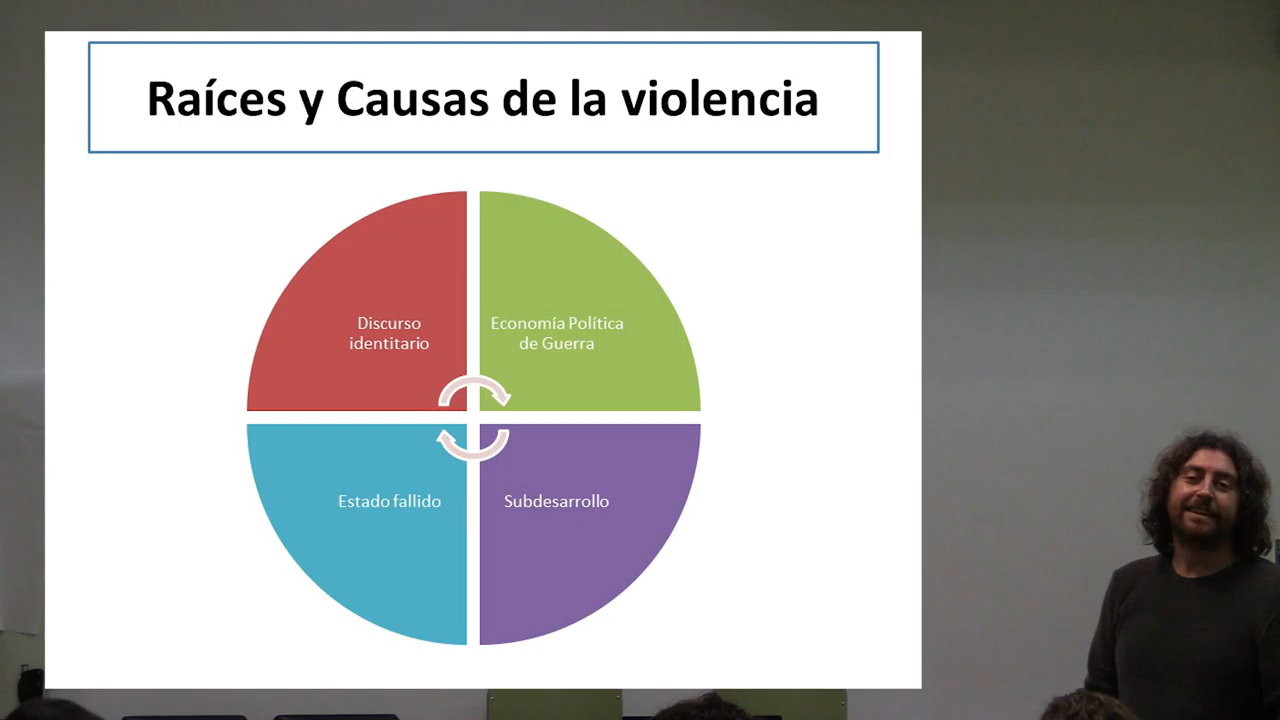 Raíces y Causas de la violencia
Discurso
identitario
Economía Política
de Guerra
Estado fallido
Subdesarrollo